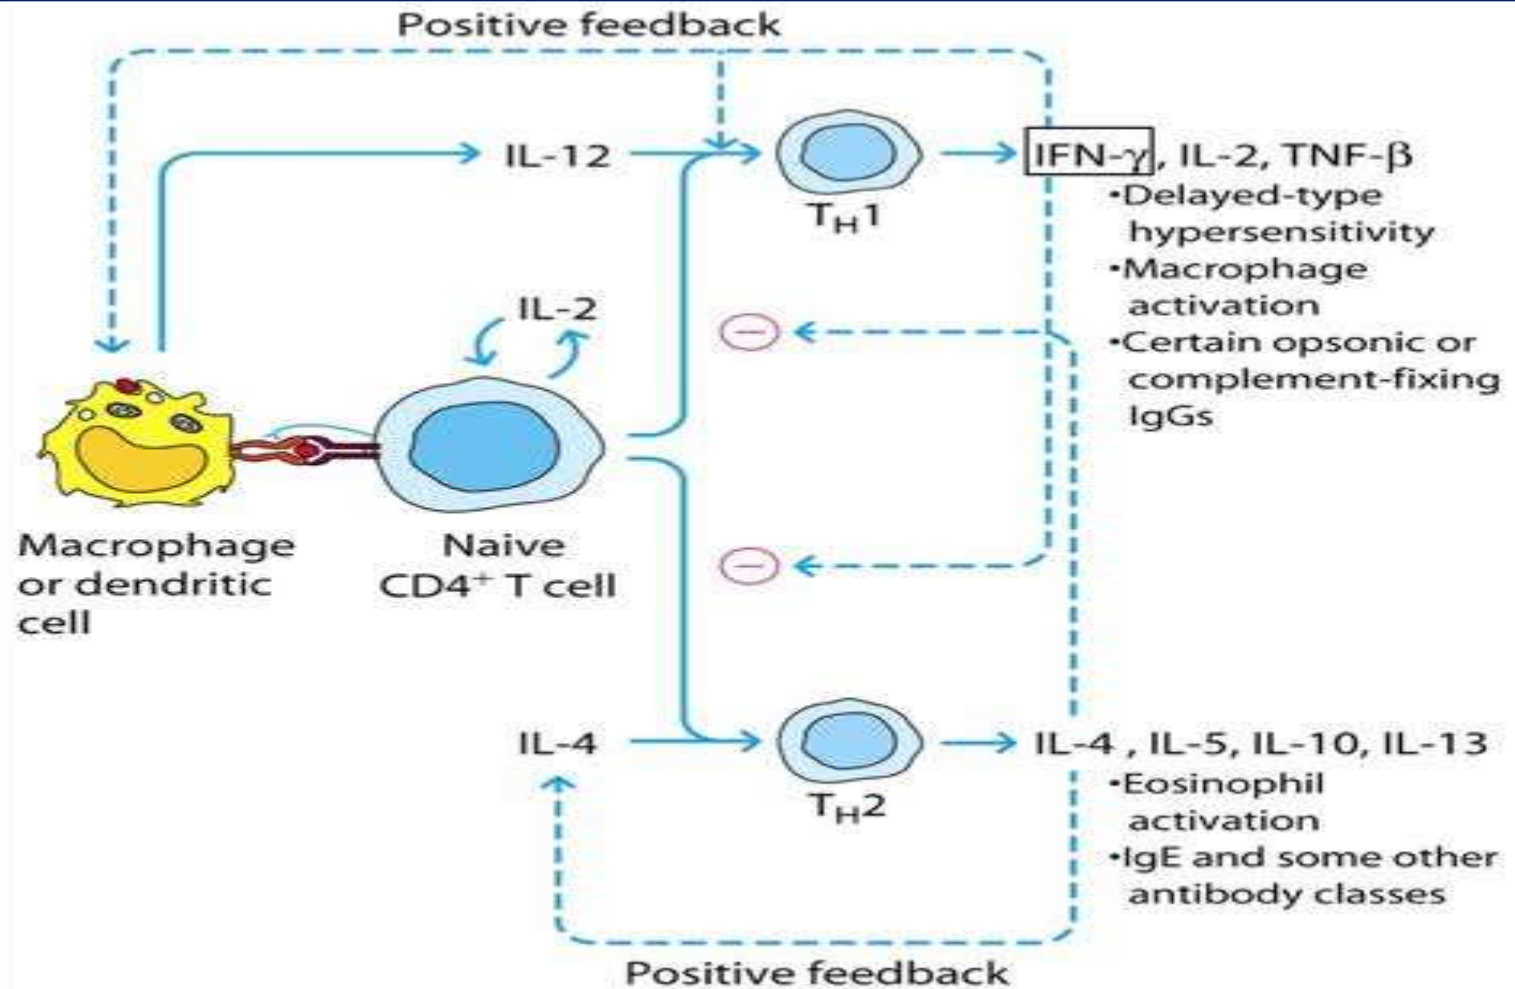 Positive feedback
IL-12
T_H1
IFN-γ, IL-2, TNF-β
•Delayed-type
hypersensitivity
•Macrophage
activation
•Certain opsonic or
complement-fixing
IgGs
IL-2
−
−
Macrophage
or dendritic
cell
Naive
CD4⁺ T cell
IL-4
T_H2
IL-4 , IL-5, IL-10, IL-13
•Eosinophil
activation
•IgE and some other
antibody classes
Positive feedback